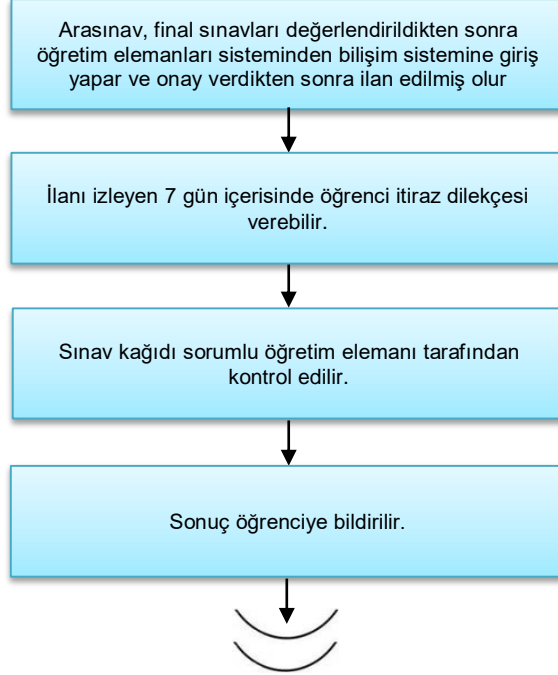 Arasınav, final sınavları değerlendirildikten sonra
öğretim elemanları sisteminden bilişim sistemine giriş
yapar ve onay verdikten sonra ilan edilmiş olur
İlanı izleyen 7 gün içerisinde öğrenci itiraz dilekçesi
verebilir.
Sınav kağıdı sorumlu öğretim elemanı tarafından
kontrol edilir.
Sonuç öğrenciye bildirilir.